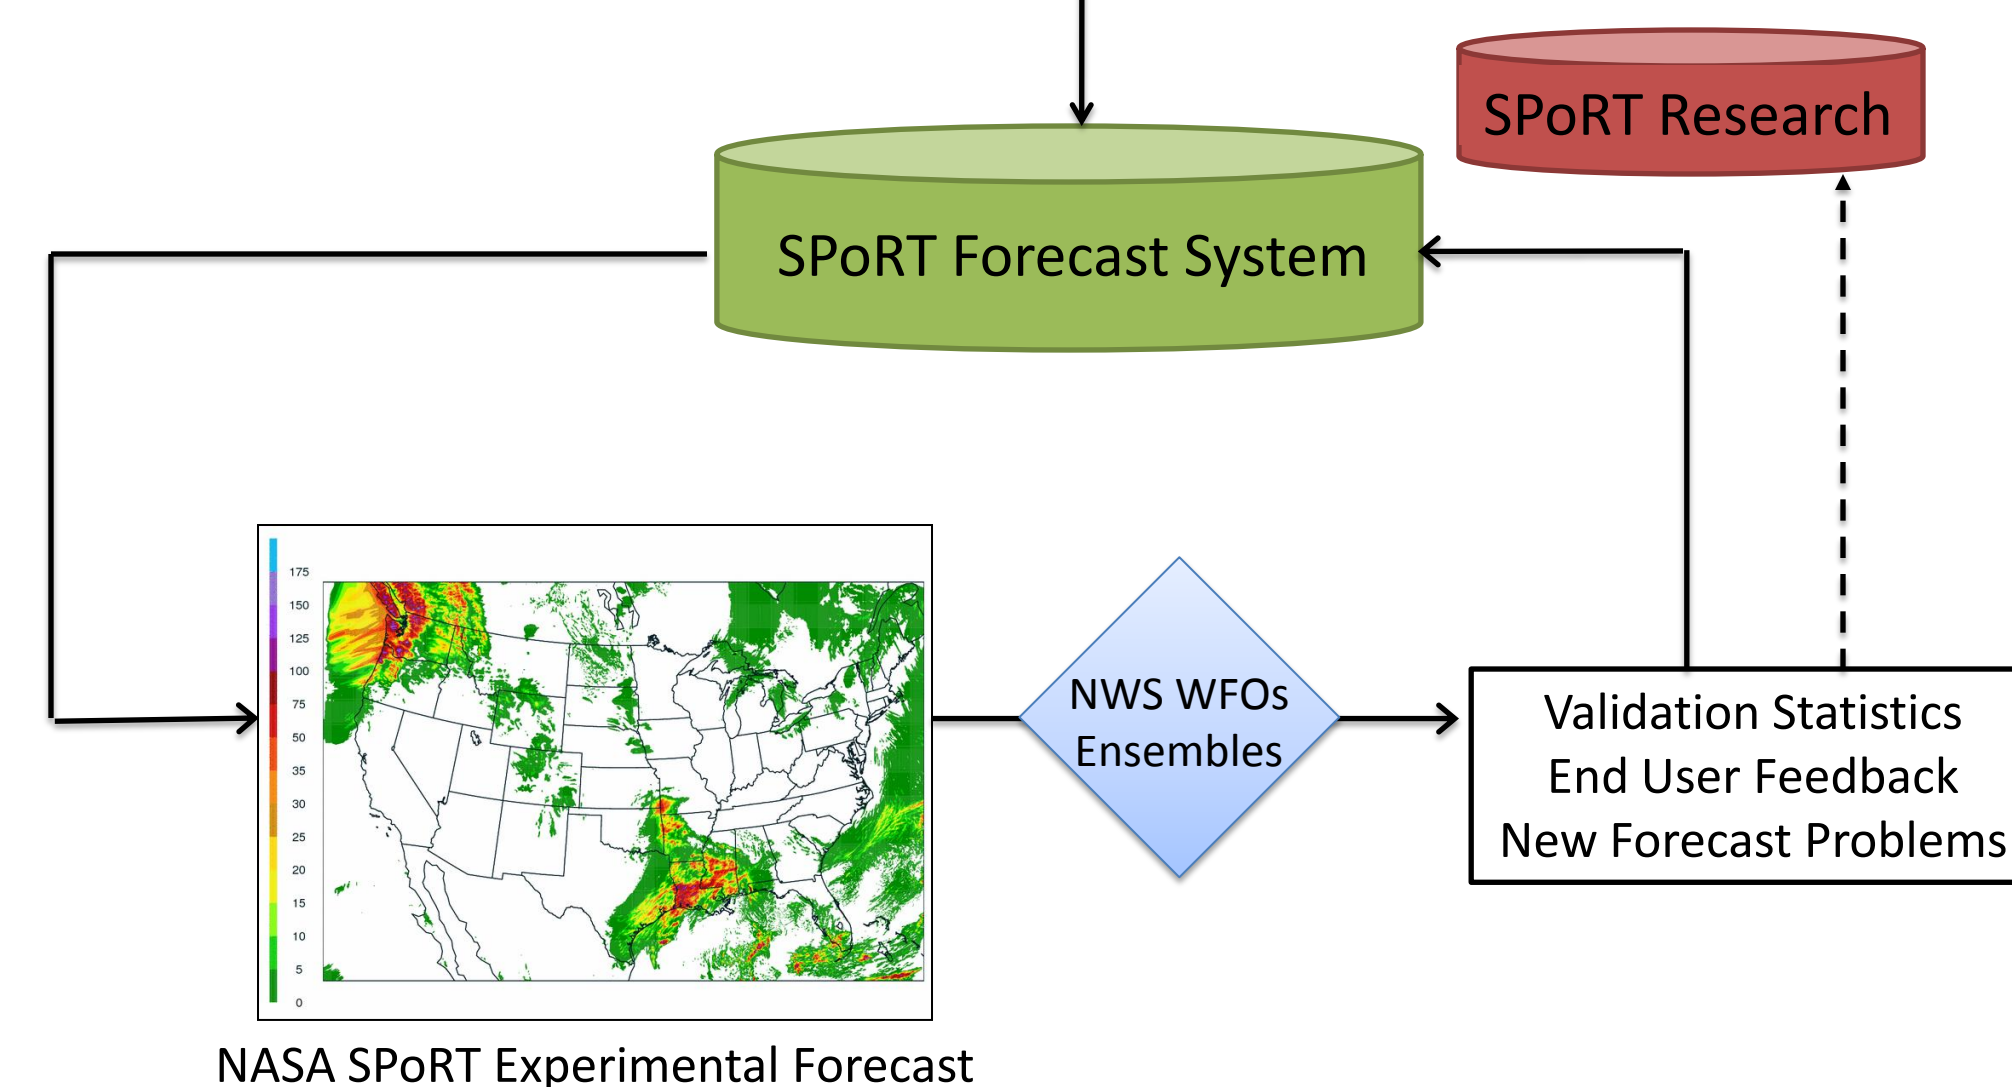 SPoRT Research
SPoRT Forecast System
175
150
125
100
75
50
35
30
25
20
15
10
5
0
NWS WFOs
Ensembles
Validation Statistics
End User Feedback
New Forecast Problems
NASA SPoRT Experimental Forecast